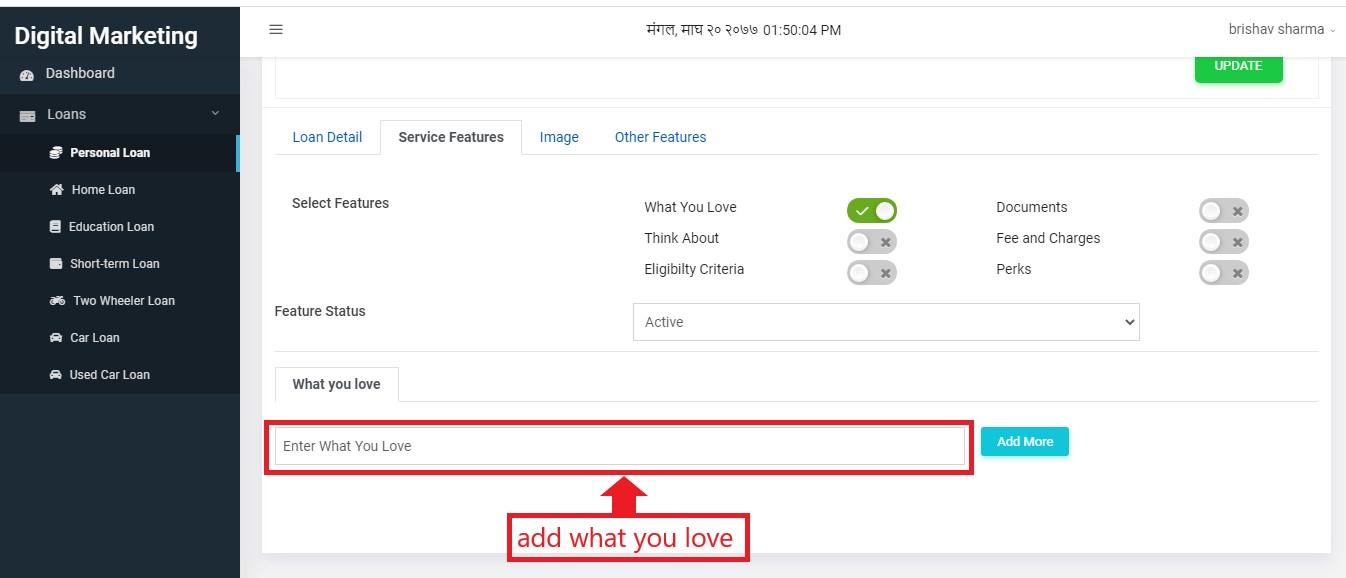 Digital Marketing
मंगल, माघ २० २०७७ 01:50:04 PM
brishav sharma
Dashboard
Loans
Personal Loan
Home Loan
Education Loan
Short-term Loan
Two Wheeler Loan
Car Loan
Used Car Loan
UPDATE
Loan Detail Service Features Image Other Features
Select Features
What You Love
Documents
Think About
Fee and Charges
Eligibilty Criteria
Perks
Feature Status
Active
What you love
Enter What You Love
Add More
add what you love